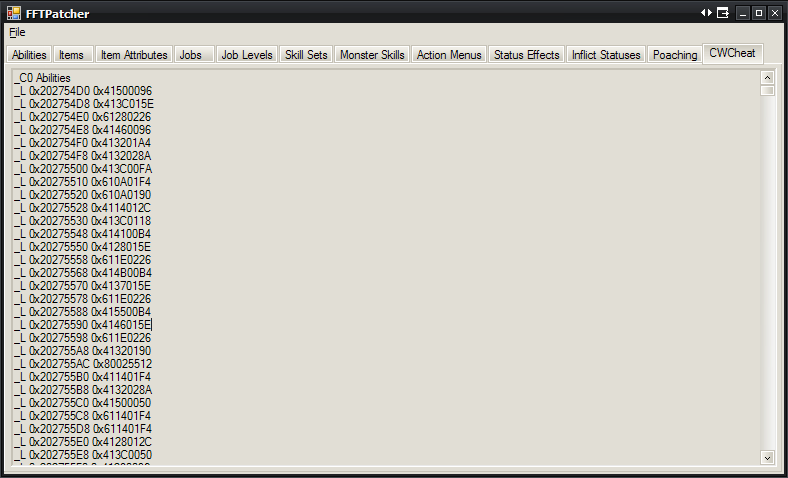 FFTPatcher
File
Abilities Items Item Attributes Jobs Job Levels Skill Sets Monster Skills Action Menus Status Effects Inflict Statuses Poaching CWCheat
_C0 Abilities
_L 0x202754D0 0x41500096
_L 0x202754D8 0x413C015E
_L 0x202754E0 0x61280226
_L 0x202754E8 0x41460096
_L 0x202754F0 0x413201A4
_L 0x202754F8 0x4132028A
_L 0x20275500 0x413C00FA
_L 0x20275510 0x610A01F4
_L 0x20275520 0x610A0190
_L 0x20275528 0x4114012C
_L 0x20275530 0x413C0118
_L 0x20275548 0x414100B4
_L 0x20275550 0x4128015E
_L 0x20275558 0x611E0226
_L 0x20275568 0x414B00B4
_L 0x20275570 0x4137015E
_L 0x20275578 0x611E0226
_L 0x20275588 0x415500B4
_L 0x20275590 0x4146015E
_L 0x20275598 0x611E0226
_L 0x202755A8 0x41320190
_L 0x202755AC 0x80025512
_L 0x202755B0 0x411401F4
_L 0x202755B8 0x4132028A
_L 0x202755C0 0x41500050
_L 0x202755C8 0x611401F4
_L 0x202755D8 0x611401F4
_L 0x202755E0 0x4128012C
_L 0x202755E8 0x413C0050